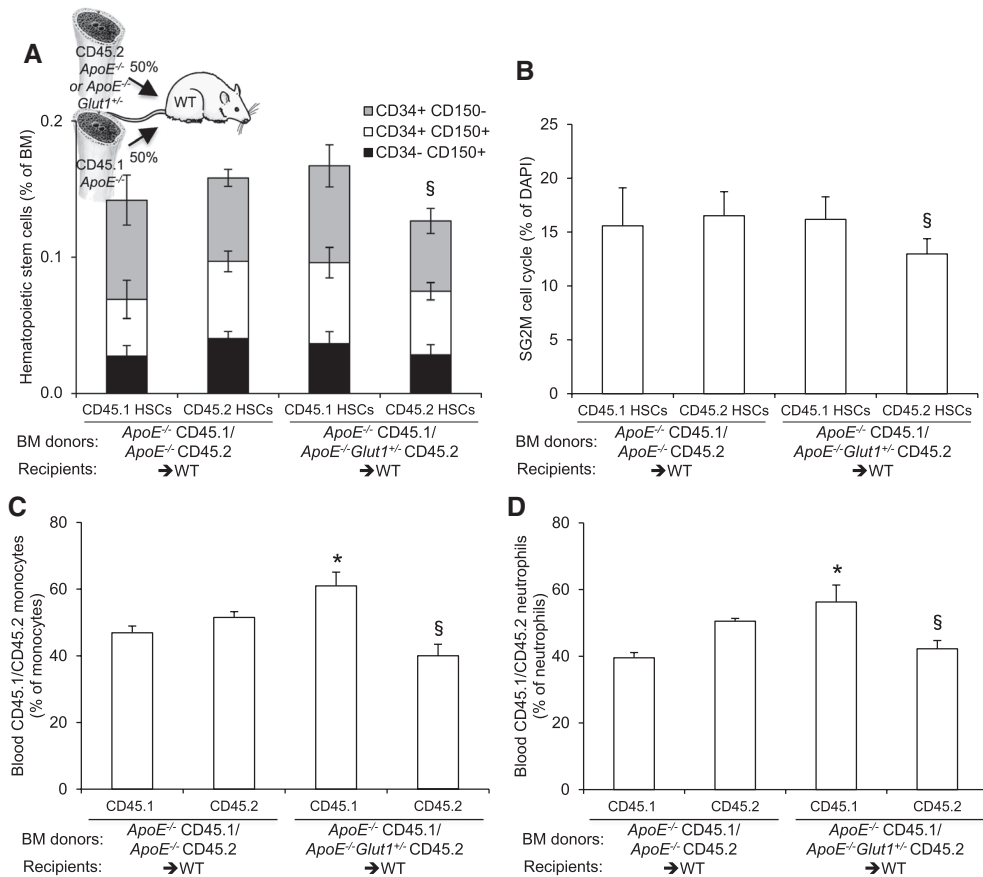 A
CD45.2
ApoE-/-
or ApoE-/-
Glut1+/-
50%
WT
CD45.1
ApoE-/-
50%
CD34+ CD150-
CD34+ CD150+
CD34- CD150+
Hematopoietic stem cells (% of BM)
0.2
0.1
0.0
§
CD45.1 HSCs CD45.2 HSCs CD45.1 HSCs CD45.2 HSCs
BM donors:
ApoE-/- CD45.1/
ApoE-/- CD45.2
ApoE-/- CD45.1/
ApoE-/-Glut1+/- CD45.2
Recipients: ➔WT ➔WT
B
SG2M cell cycle (% of DAPI)
25
20
15
10
5
0
§
CD45.1 HSCs CD45.2 HSCs CD45.1 HSCs CD45.2 HSCs
BM donors:
ApoE-/- CD45.1/
ApoE-/- CD45.2
ApoE-/- CD45.1/
ApoE-/-Glut1+/- CD45.2
Recipients: ➔WT ➔WT
C
Blood CD45.1/CD45.2 monocytes
(% of monocytes)
80
60
40
20
0
*
§
CD45.1 CD45.2 CD45.1 CD45.2
BM donors:
ApoE-/- CD45.1/
ApoE-/- CD45.2
ApoE-/- CD45.1/
ApoE-/-Glut1+/- CD45.2
Recipients: ➔WT ➔WT
D
Blood CD45.1/CD45.2 neutrophils
(% of neutrophils)
80
60
40
20
0
*
§
CD45.1 CD45.2 CD45.1 CD45.2
BM donors:
ApoE-/- CD45.1/
ApoE-/- CD45.2
ApoE-/- CD45.1/
ApoE-/-Glut1+/- CD45.2
Recipients: ➔WT ➔WT